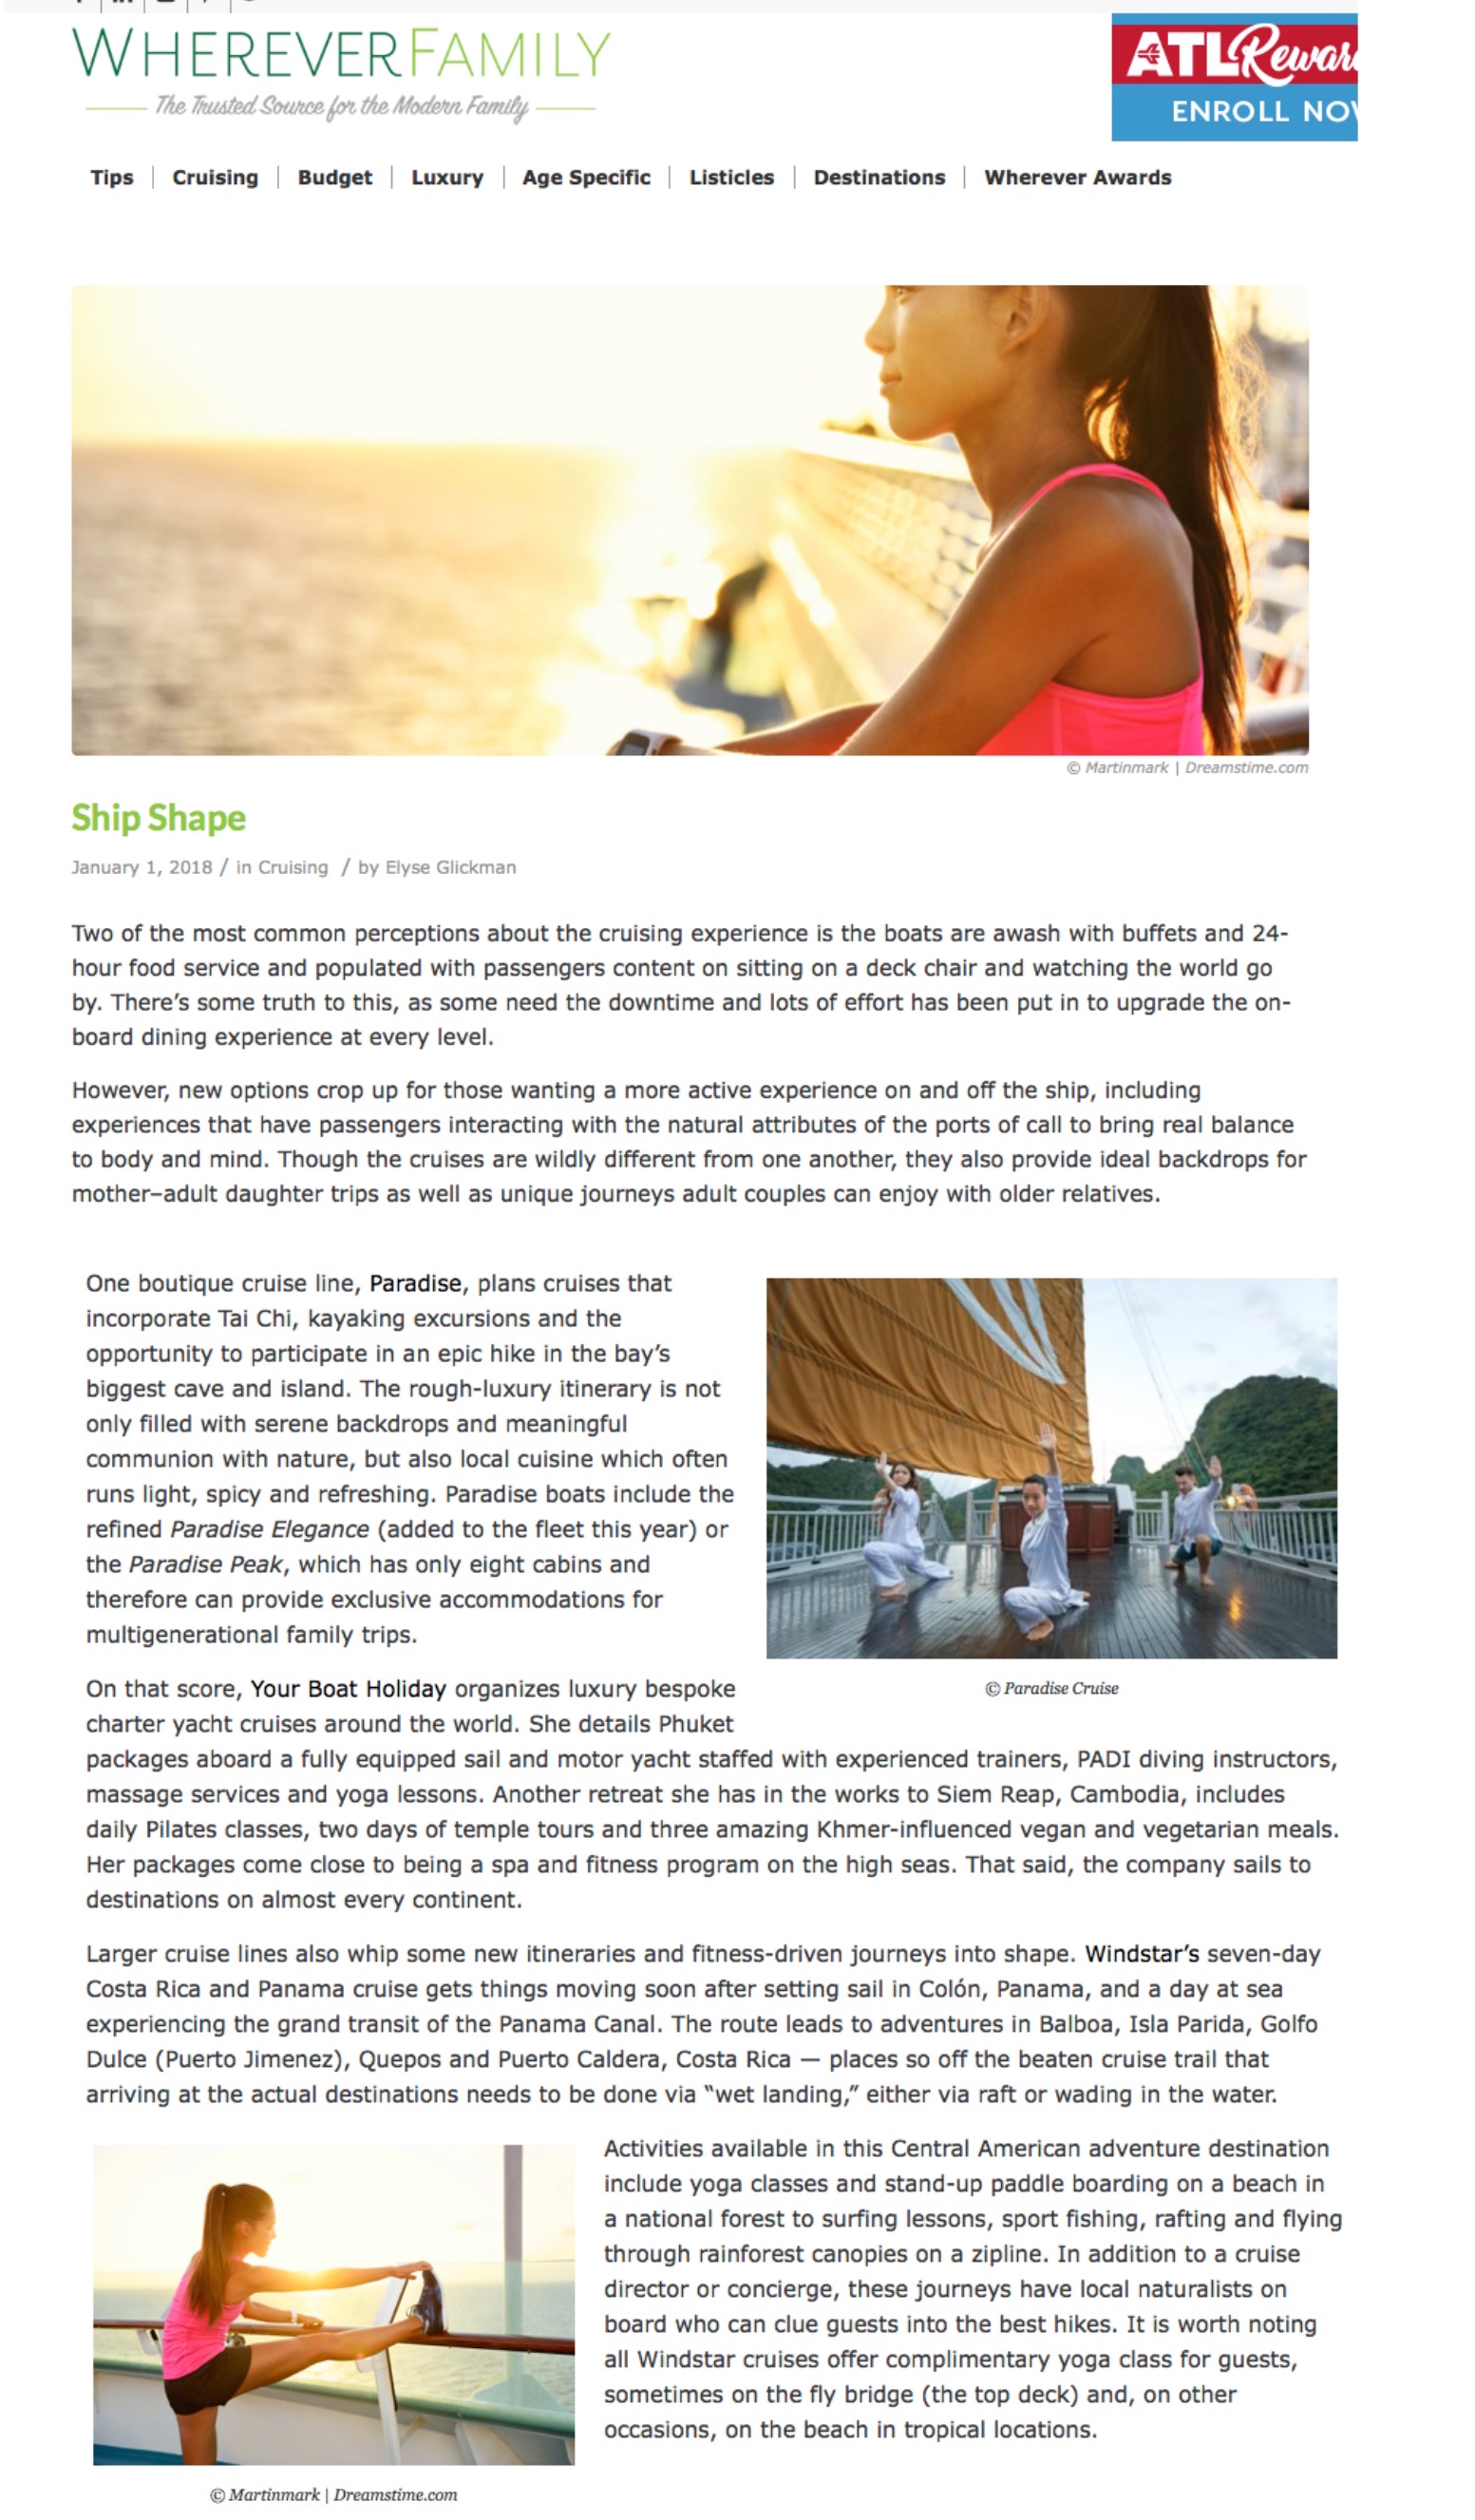 WHEREVERFAMILY
The Trusted Source for the Modern Family
ATL
ENROLL
Tips
Cruising
Budget
Luxury
Age Specific
Listicles
Destinations
Wherever Awards
© Martinmark | Dreamstime.com
Ship Shape
January 1, 2018 / in Cruising / by Elyse Glickman
Two of the most common perceptions about the cruising experience is the boats are awash with buffets and 24-
hour food service and populated with passengers content on sitting on a deck chair and watching the world go
by. There’s some truth to this, as some need the downtime and lots of effort has been put in to upgrade the on-
board dining experience at every level.
However, new options crop up for those wanting a more active experience on and off the ship, including
experiences that have passengers interacting with the natural attributes of the ports of call to bring real balance
to body and mind. Though the cruises are wildly different from one another, they also provide ideal backdrops for
mother–adult daughter trips as well as unique journeys adult couples can enjoy with older relatives.
One boutique cruise line, Paradise, plans cruises that
incorporate Tai Chi, kayaking excursions and the
opportunity to participate in an epic hike in the bay’s
biggest cave and island. The rough-luxury itinerary is not
only filled with serene backdrops and meaningful
communion with nature, but also local cuisine which often
runs light, spicy and refreshing. Paradise boats include the
refined Paradise Elegance (added to the fleet this year) or
the Paradise Peak, which has only eight cabins and
therefore can provide exclusive accommodations for
multigenerational family trips.
© Paradise Cruise
On that score, Your Boat Holiday organizes luxury bespoke
charter yacht cruises around the world. She details Phuket
packages aboard a fully equipped sail and motor yacht staffed with experienced trainers, PADI diving instructors,
massage services and yoga lessons. Another retreat she has in the works to Siem Reap, Cambodia, includes
daily Pilates classes, two days of temple tours and three amazing Khmer-influenced vegan and vegetarian meals.
Her packages come close to being a spa and fitness program on the high seas. That said, the company sails to
destinations on almost every continent.
Larger cruise lines also whip some new itineraries and fitness-driven journeys into shape. Windstar’s seven-day
Costa Rica and Panama cruise gets things moving soon after setting sail in Colón, Panama, and a day at sea
experiencing the grand transit of the Panama Canal. The route leads to adventures in Balboa, Isla Parida, Golfo
Dulce (Puerto Jimenez), Quepos and Puerto Caldera, Costa Rica — places so off the beaten cruise trail that
arriving at the actual destinations needs to be done via “wet landing,” either via raft or wading in the water.
Activities available in this Central American adventure destination
include yoga classes and stand-up paddle boarding on a beach in
a national forest to surfing lessons, sport fishing, rafting and flying
through rainforest canopies on a zipline. In addition to a cruise
director or concierge, these journeys have local naturalists on
board who can clue guests into the best hikes. It is worth noting
all Windstar cruises offer complimentary yoga class for guests,
sometimes on the fly bridge (the top deck) and, on other
occasions, on the beach in tropical locations.
© Martinmark | Dreamstime.com